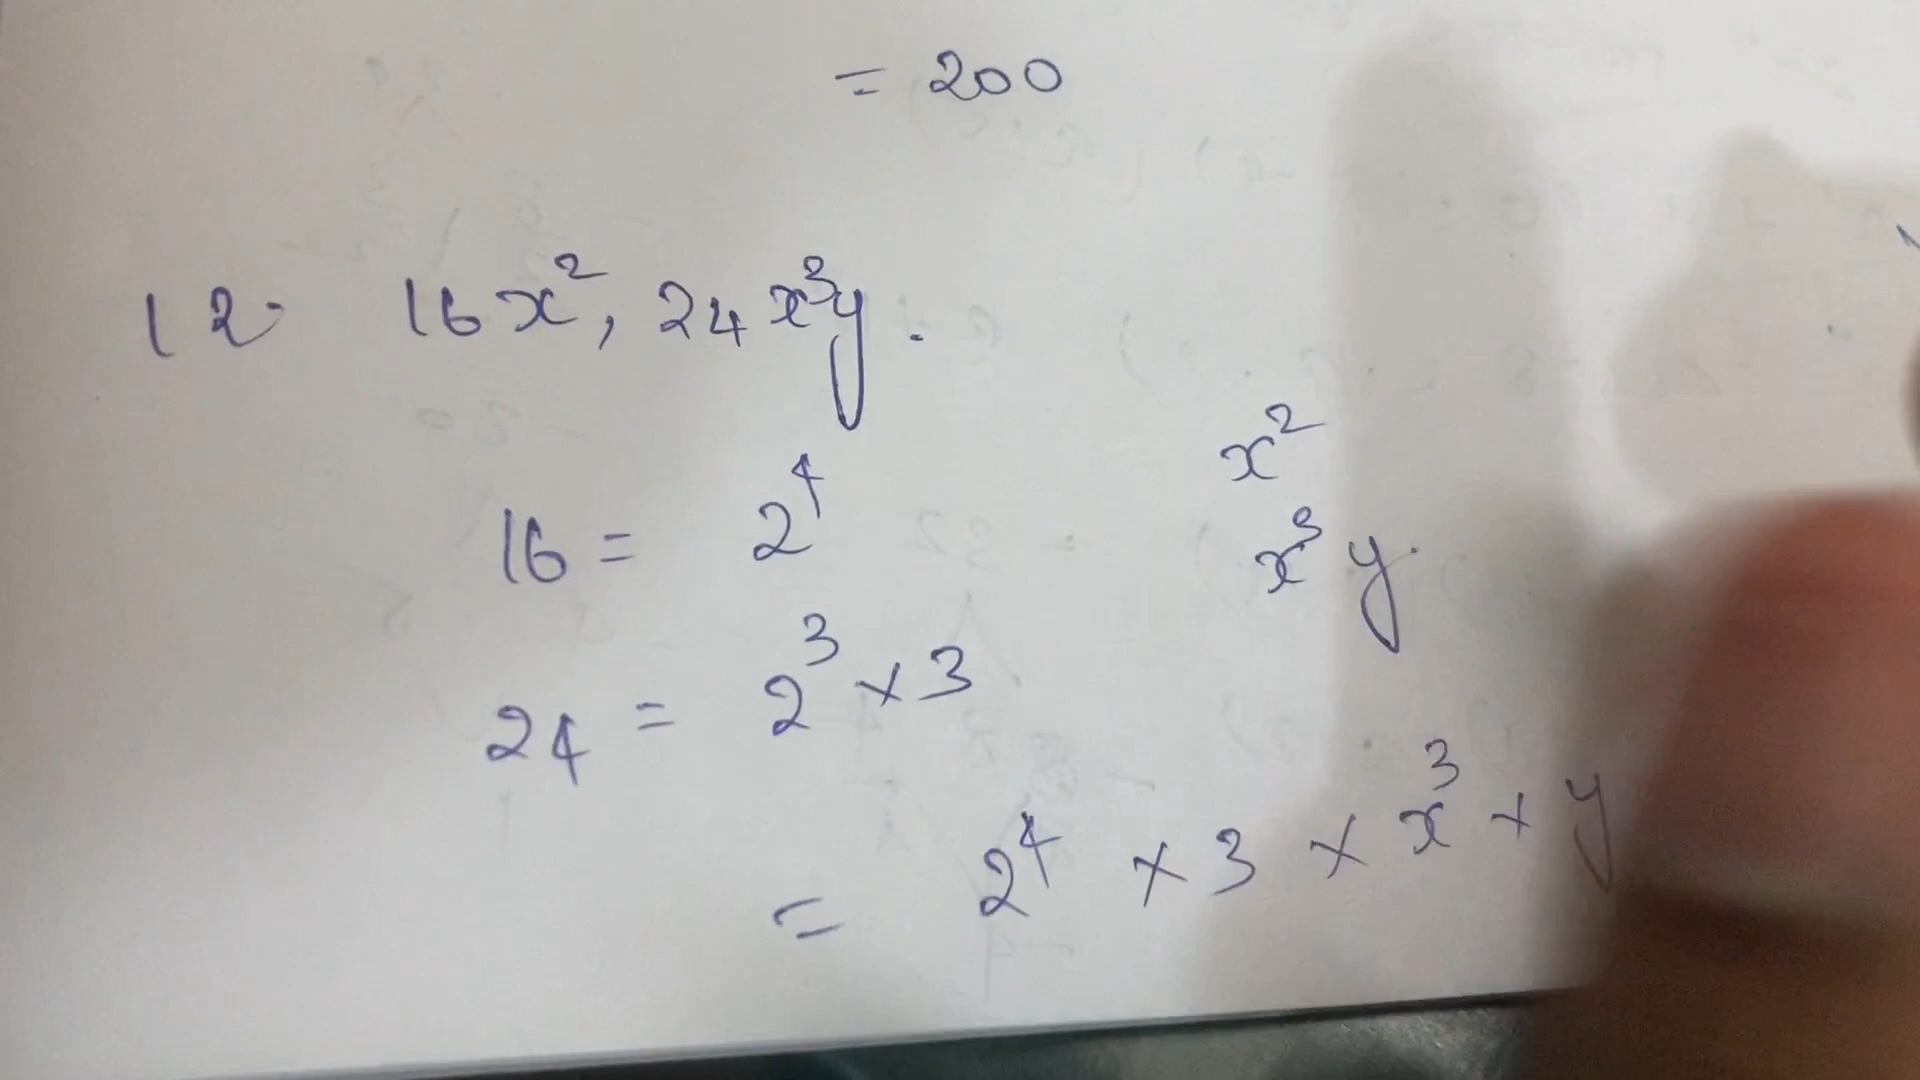 = 200
12. 16x², 24x³y.
16 = 2⁴
x²
x³y
24 = 2³ × 3
= 2⁴ × 3 × x³ × y